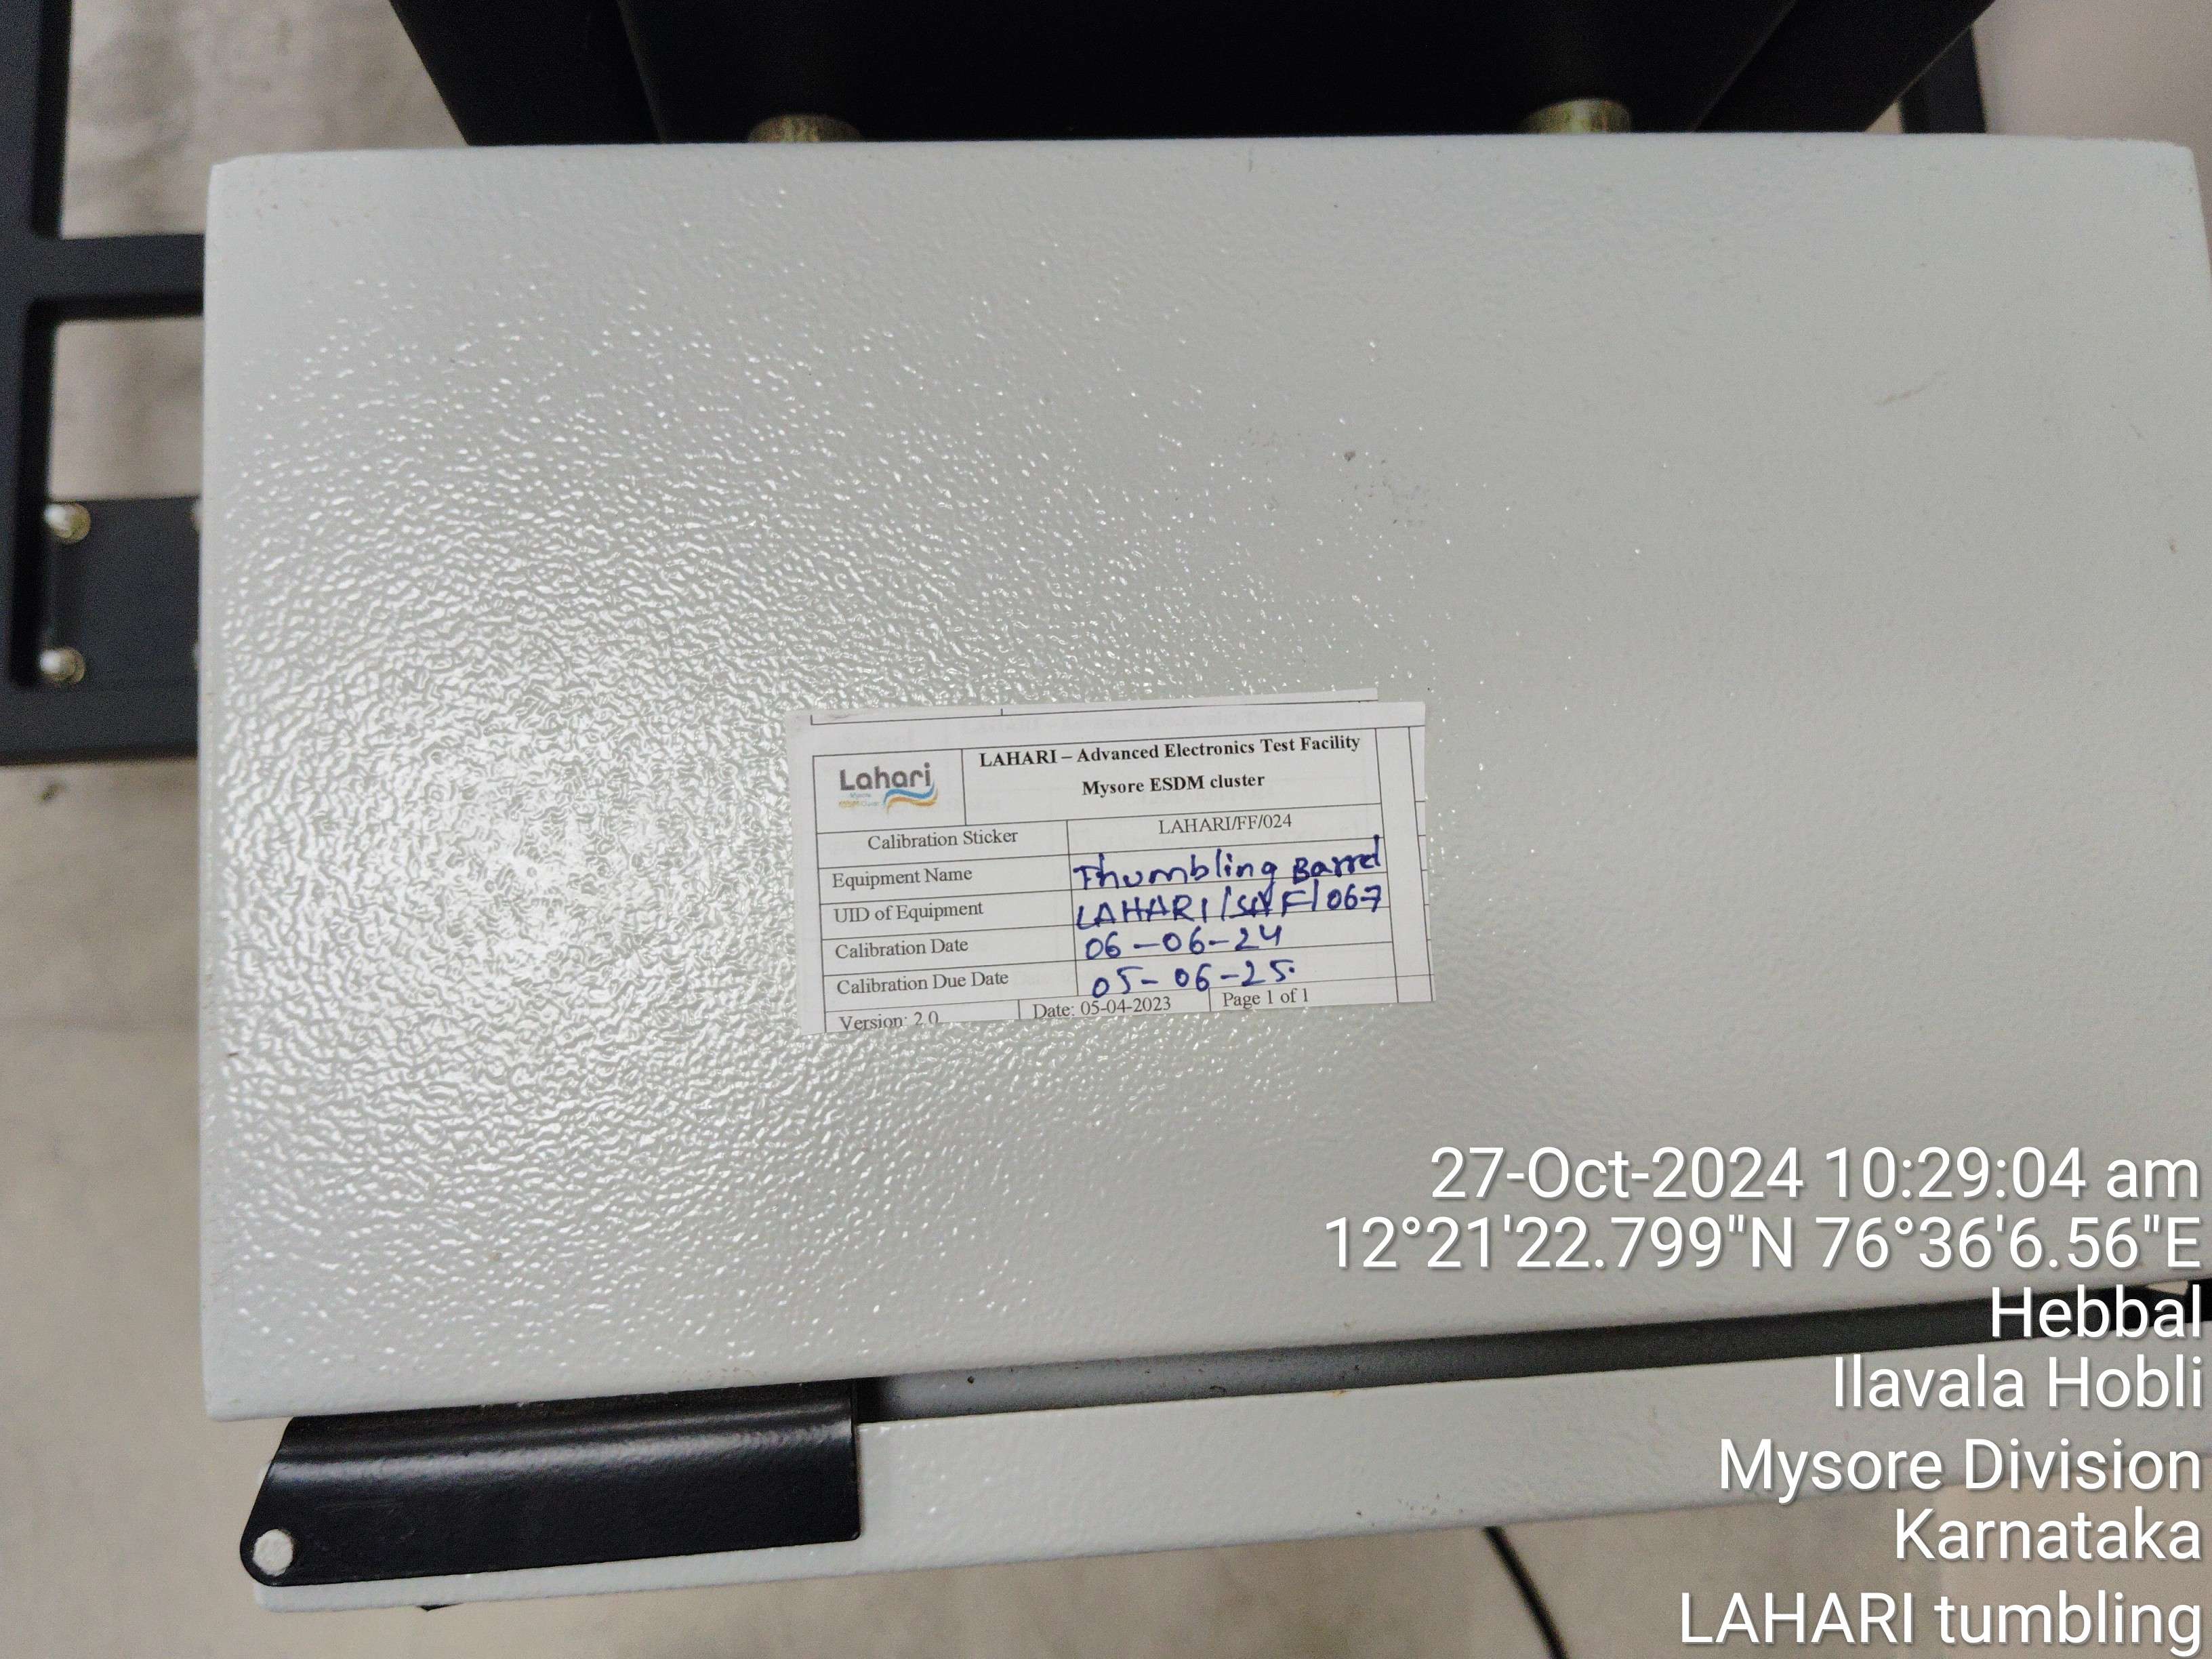 Lahari
LAHARI – Advanced Electronics Test Facility
Mysore ESDM cluster
Calibration Sticker LAHARI/FF/024
Equipment Name Thumbling Barrel
UID of Equipment LAHARI/SAF/067
Calibration Date 06-06-24
Calibration Due Date 05-06-25.
Version: 2.0 Date: 05-04-2023 Page 1 of 1
27-Oct-2024 10:29:04 am
12°21'22.799"N 76°36'6.56"E
Hebbal
Ilavala Hobli
Mysore Division
Karnataka
LAHARI tumbling